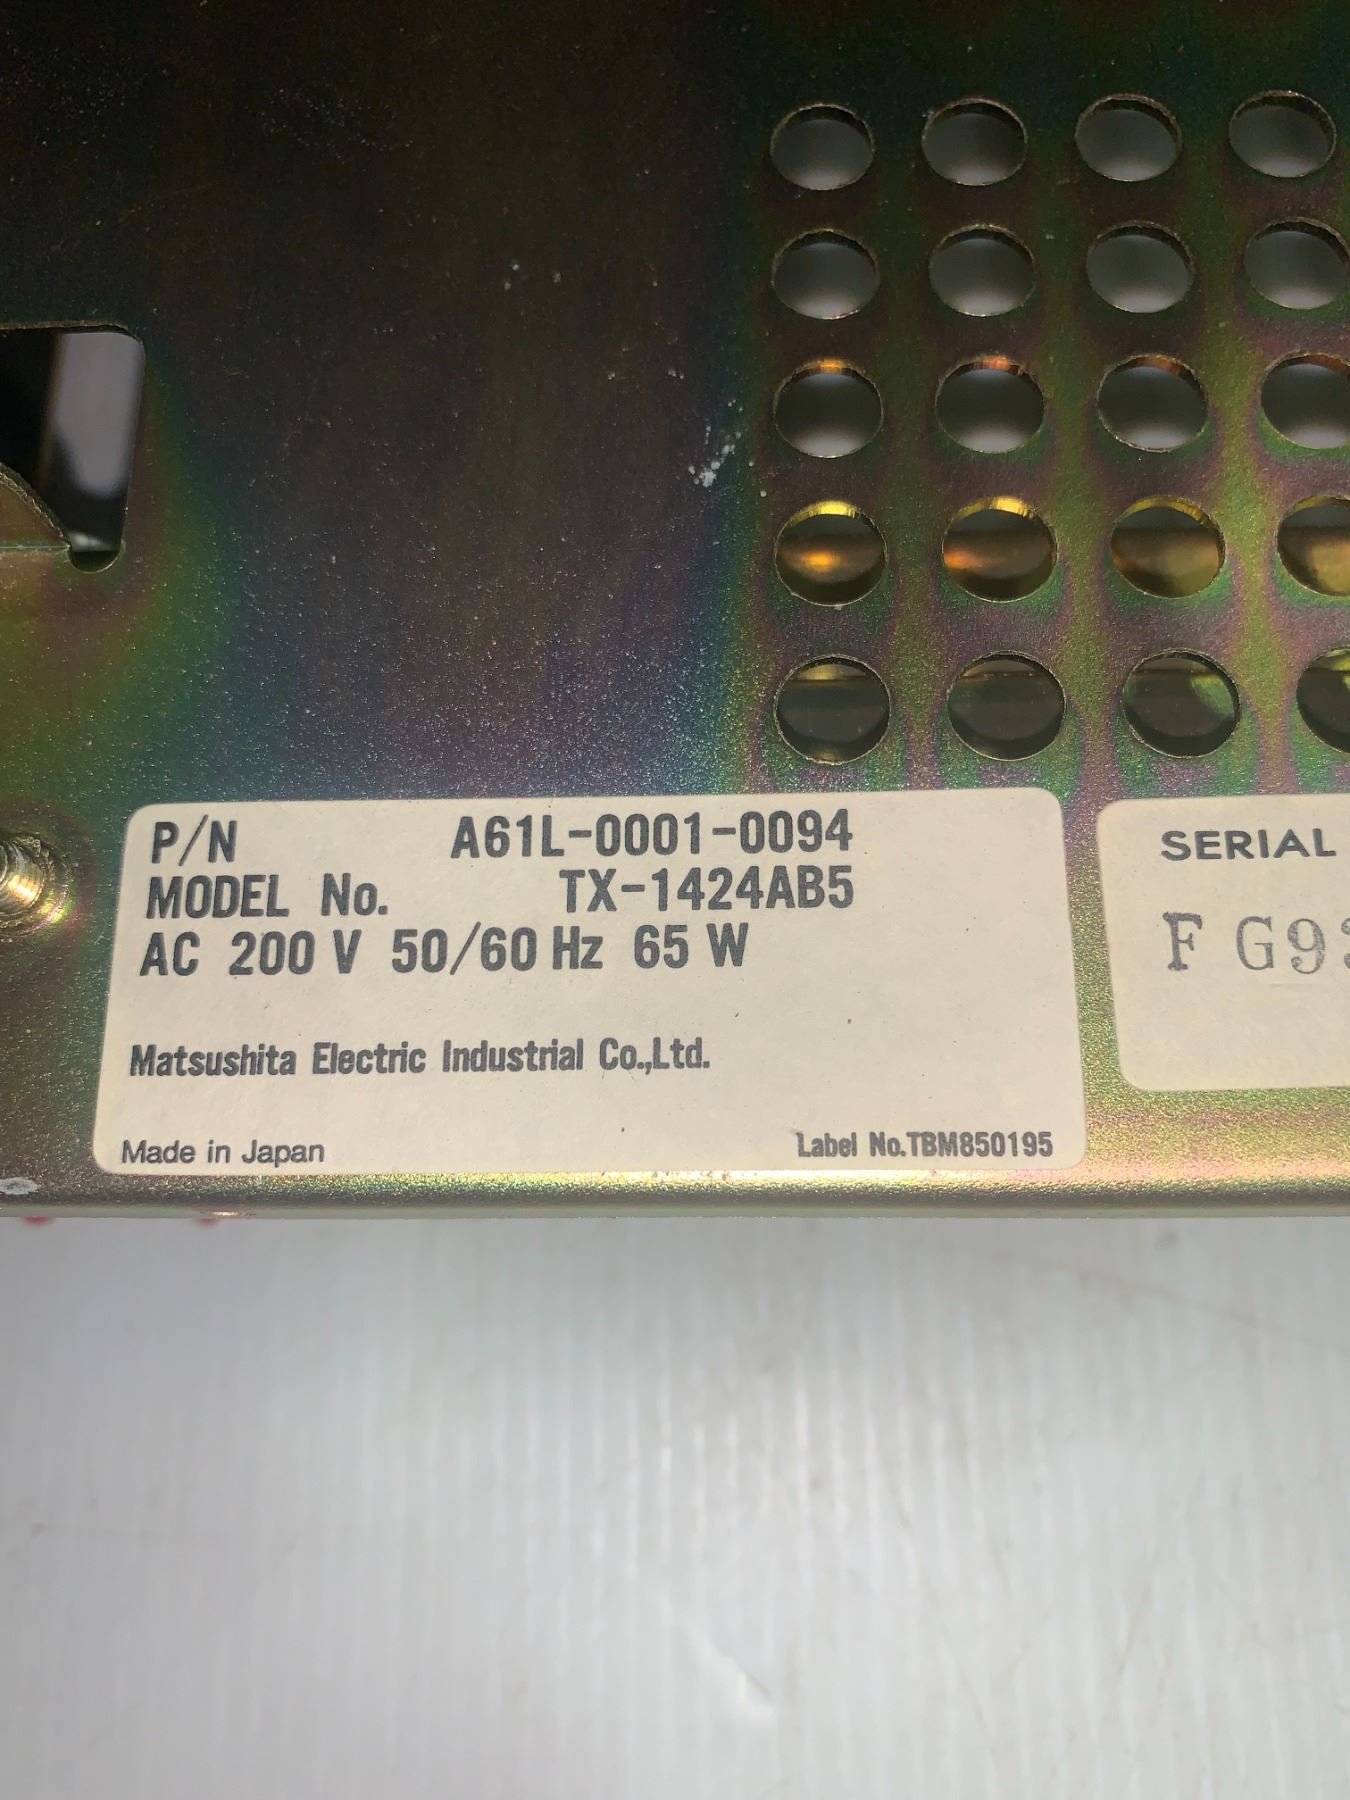 P/N A61L-0001-0094
MODEL No. TX-1424AB5
AC 200 V 50/60 Hz 65 W
Matsushita Electric Industrial Co.,Ltd.
Made in Japan Label No.TBM850195
SERIAL
F G93